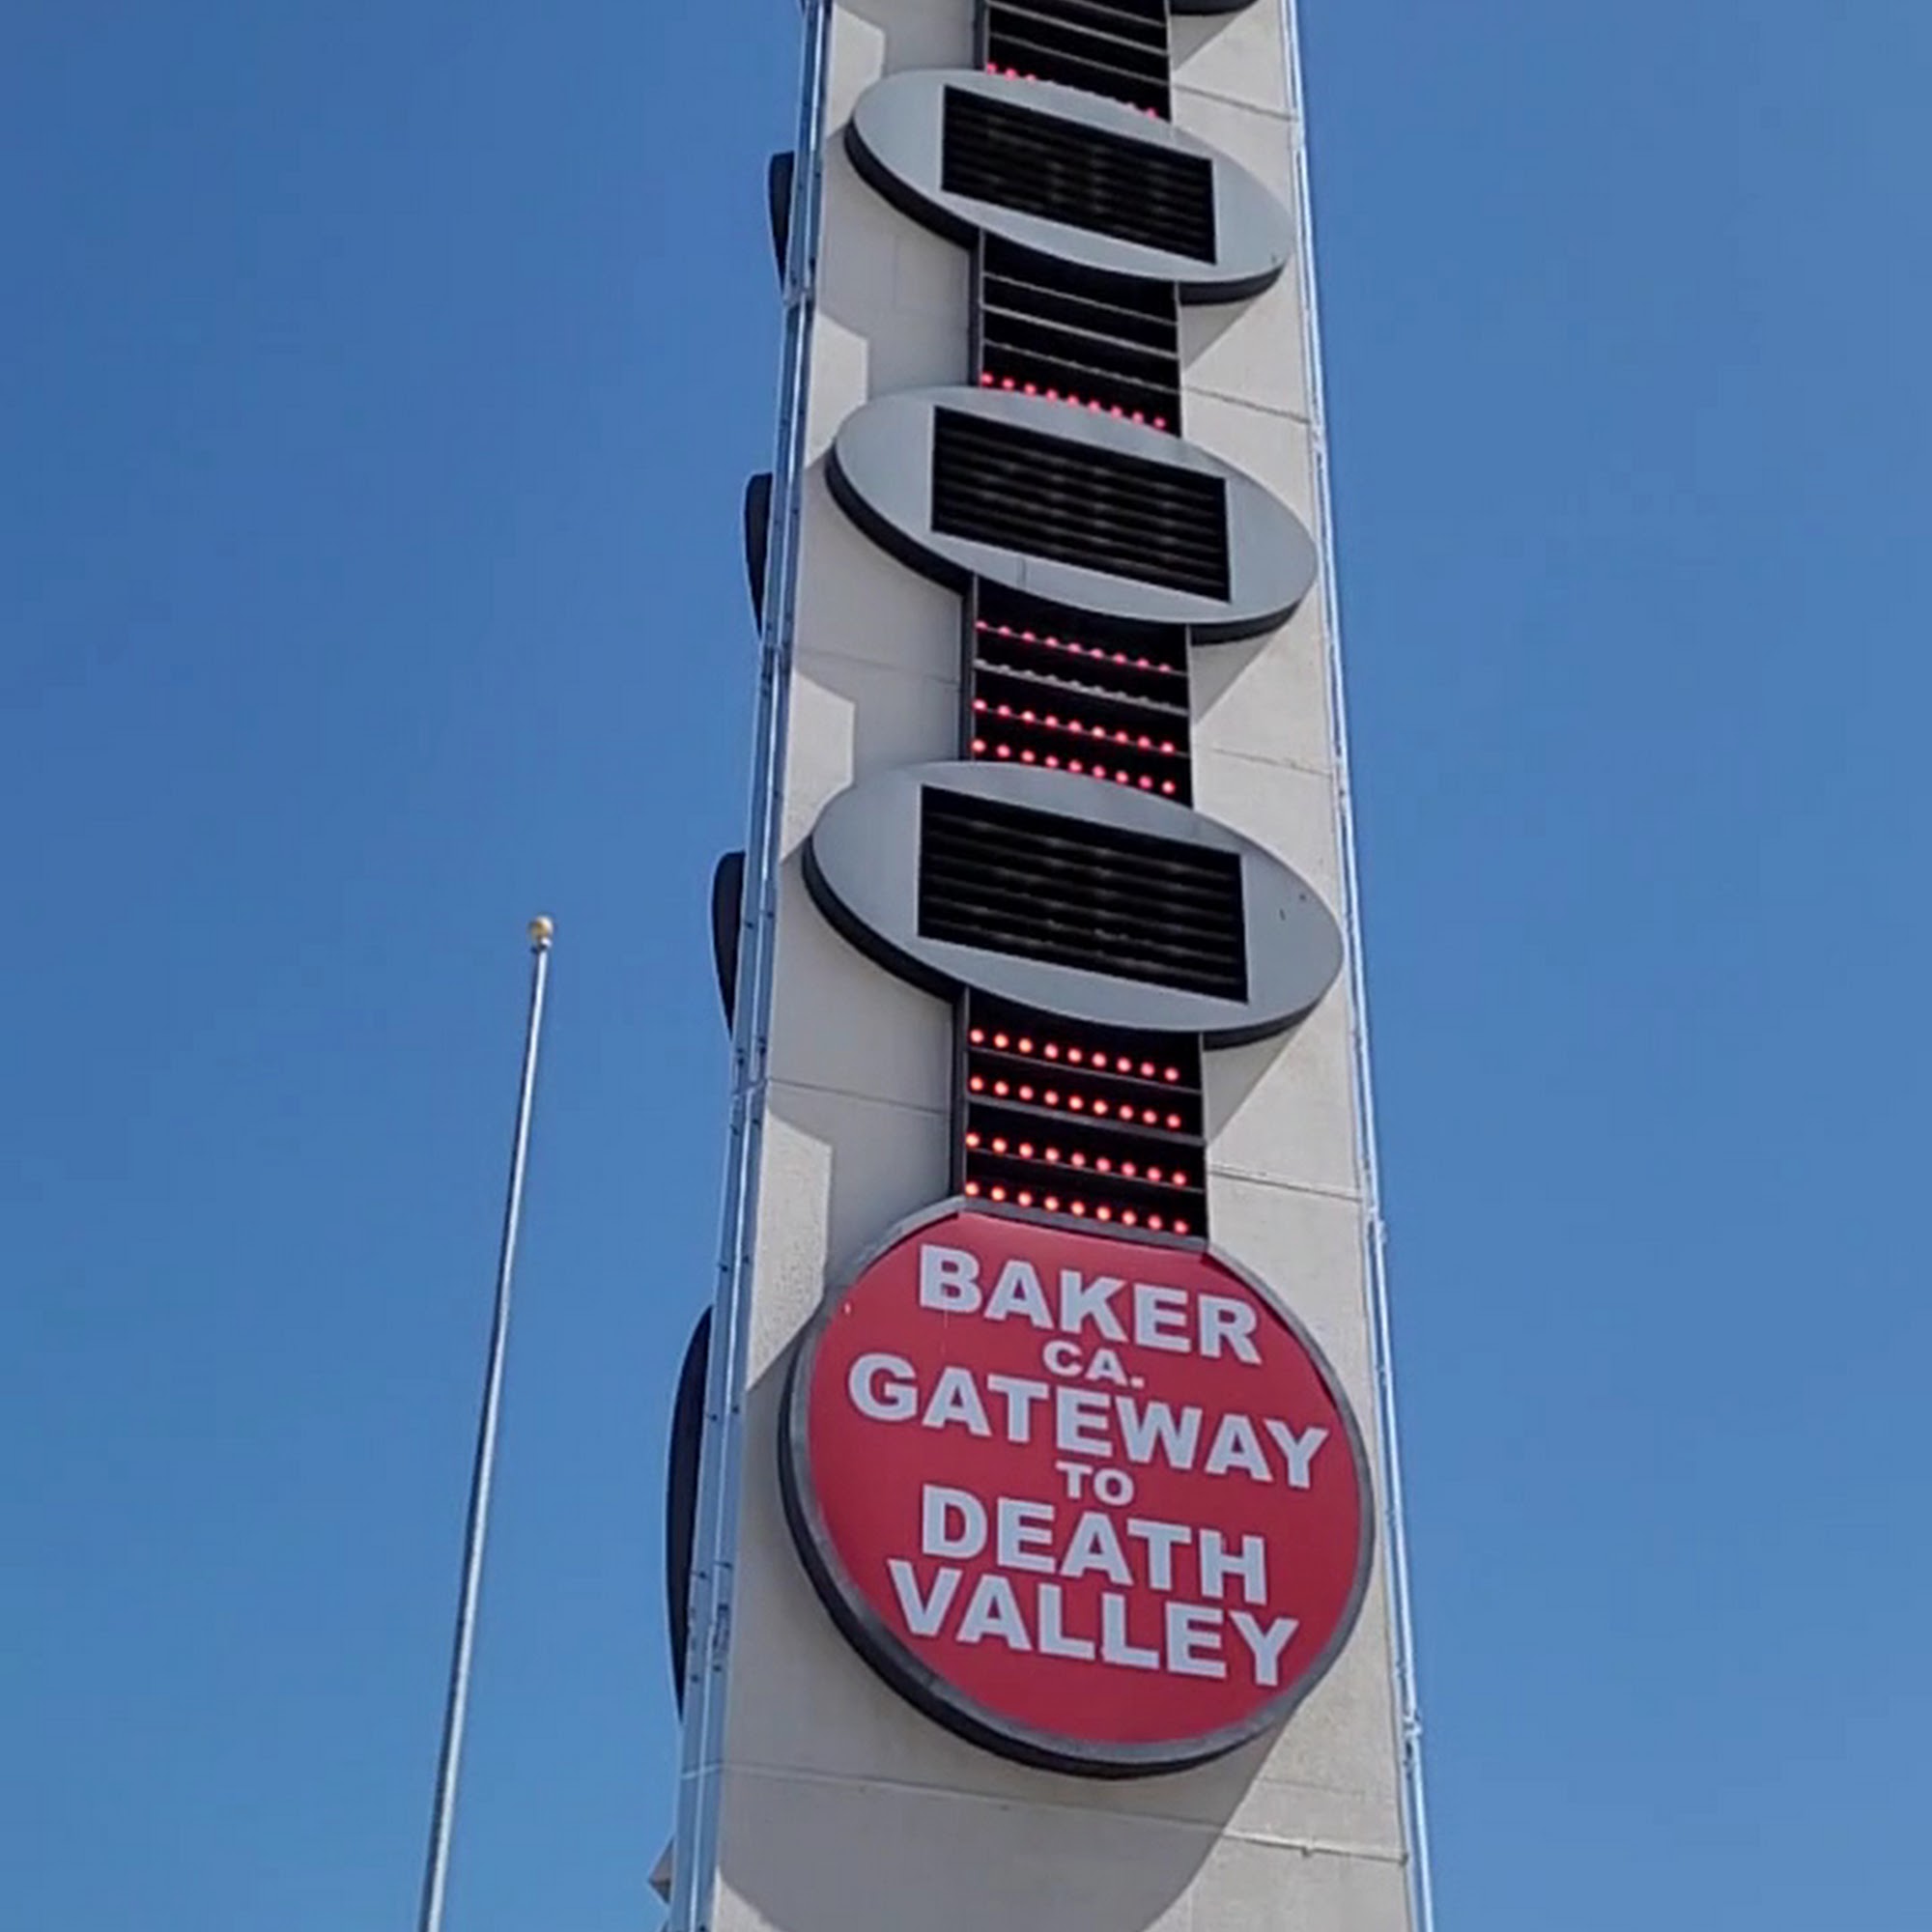 BAKER
CA.
GATEWAY
TO
DEATH
VALLEY